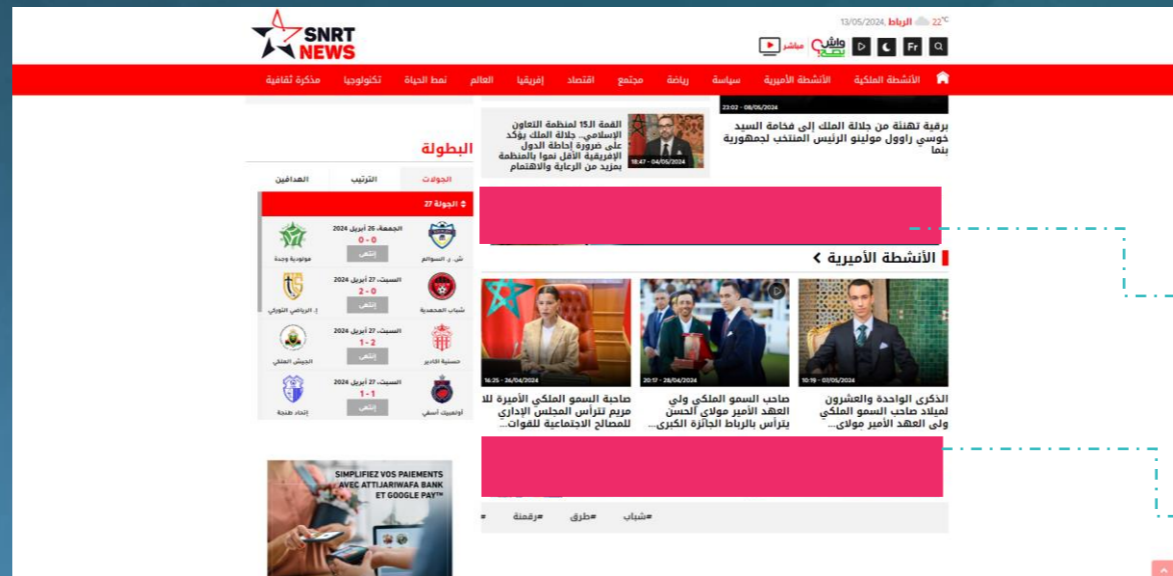 SNRT
NEWS
13/05/2024, الرباط 22°C
مباشر
واش بصح؟
Fr
الأنشطة الملكية الأنشطة الأميرية سياسة رياضة مجتمع اقتصاد إفريقيا العالم نمط الحياة تكنولوجيا مذكرة ثقافية
23:02 - 08/05/2024
برقية تهنئة من جلالة الملك إلى فخامة السيد
خوسي راوول مولينو الرئيس المنتخب لجمهورية
بنما
القمة الـ15 لمنظمة التعاون
الإسلامي.. جلالة الملك يؤكد
على ضرورة إحاطة الدول
الإفريقية الأقل نموا بالمنظمة
بمزيد من الرعاية والاهتمام
18:47 - 04/05/2024
البطولة
الجولات الترتيب الهدافين
الجولة 27
الجمعة، 26 أبريل 2024
0 - 0
إنتهى
ش. ر. السوالم
مولودية وجدة
السبت، 27 أبريل 2024
2 - 0
إنتهى
شباب المحمدية
السبت، 27 أبريل 2024
1 - 2
إنتهى
حسنية اكادير
الجيش الملكي
السبت، 27 أبريل 2024
1 - 1
إنتهى
أولمبيك آسفي
إتحاد طنجة
الأنشطة الأميرية
10:19 - 07/05/2024
الذكرى الواحدة والعشرون
لميلاد صاحب السمو الملكي
ولي العهد الأمير مولاي...
20:17 - 28/04/2024
صاحب السمو الملكي ولي
العهد الأمير مولاي الحسن
يترأس بالرباط الجائزة الكبرى...
16:25 - 26/04/2024
صاحبة السمو الملكي الأميرة للا
مريم تترأس المجلس الإداري
للمصالح الاجتماعية للقوات...
#شباب #طرق #رقمنة #
SIMPLIFIEZ VOS PAIEMENTS
AVEC ATTIJARIWAFA BANK
ET GOOGLE PAY™